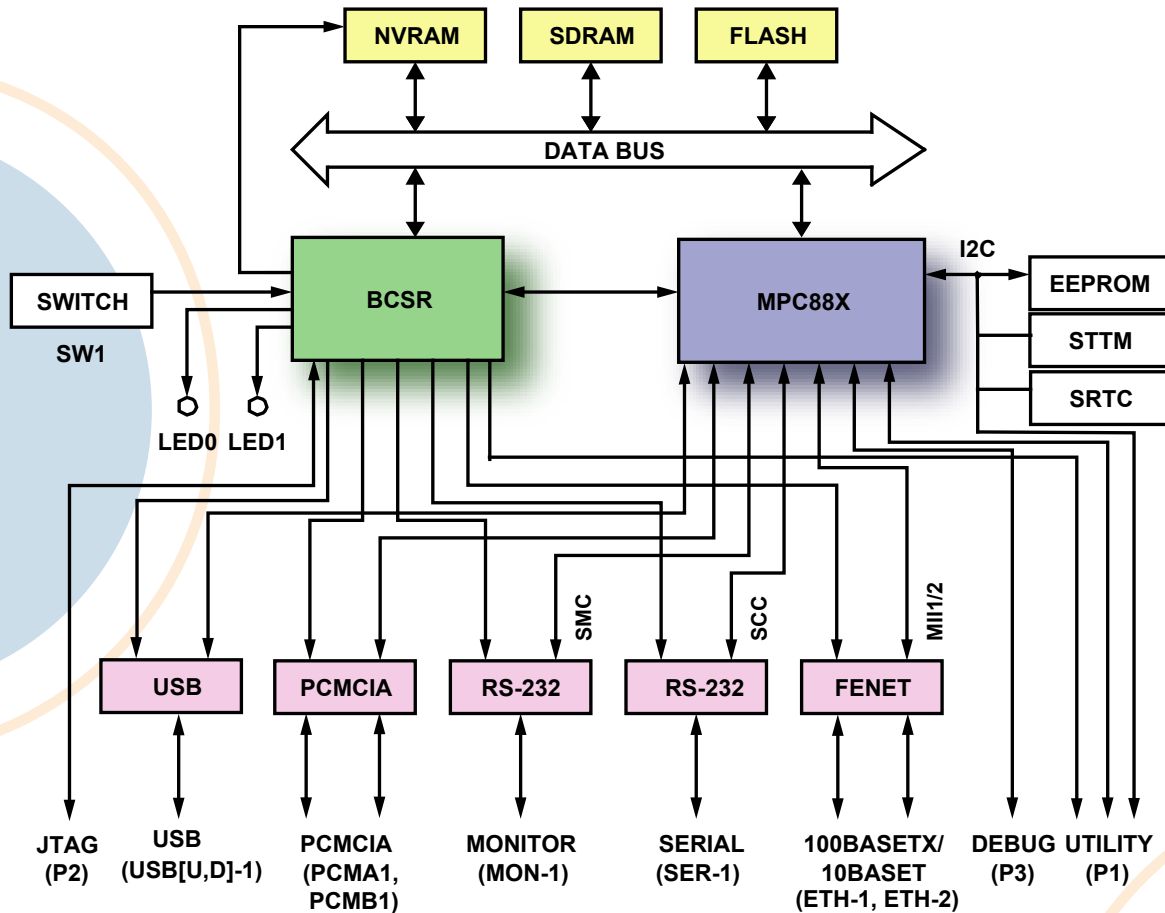 NVRAM
SDRAM
FLASH
DATA BUS
I2C
SWITCH
BCSR
MPC88X
EEPROM
SW1
STTM
SRTC
LED0
LED1
SMC
SCC
MII1/2
USB
PCMCIA
RS-232
RS-232
FENET
JTAG
(P2)
USB
(USB[U,D]-1)
PCMCIA
(PCMA1,
PCMB1)
MONITOR
(MON-1)
SERIAL
(SER-1)
100BASETX/
10BASET
(ETH-1, ETH-2)
DEBUG
(P3)
UTILITY
(P1)